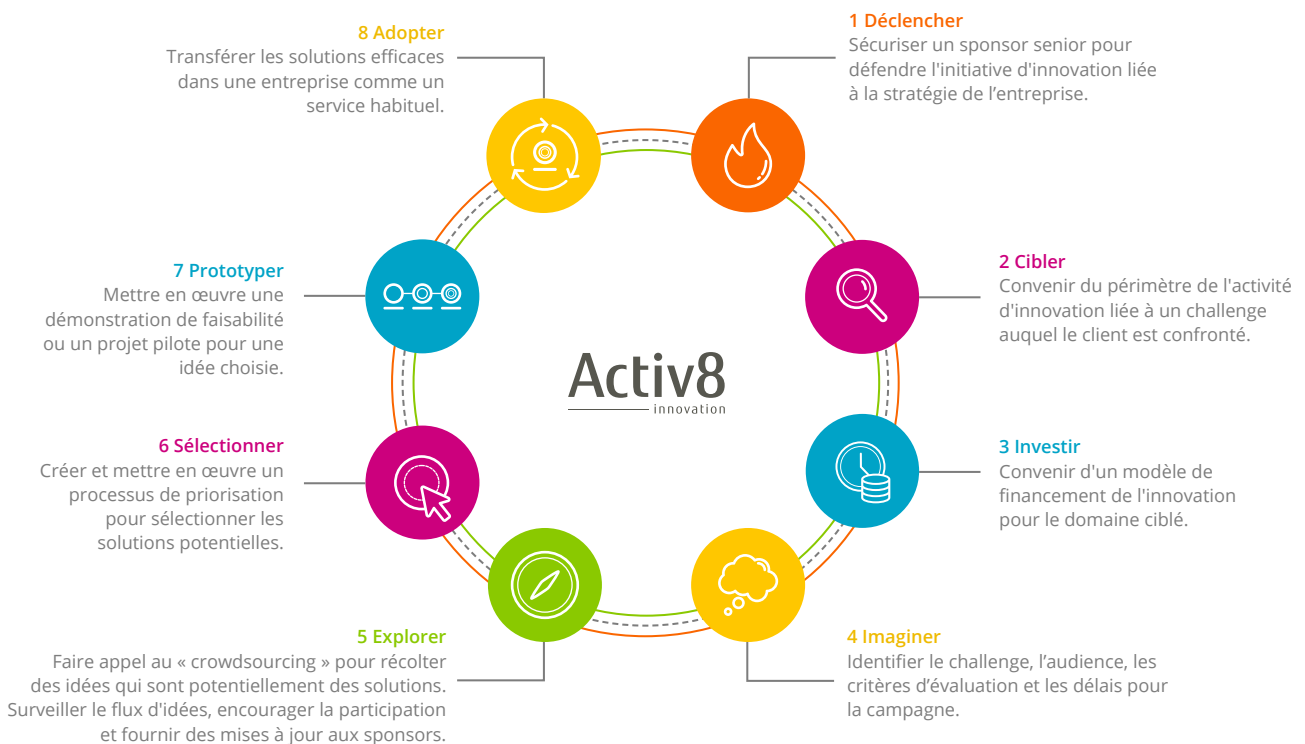 1 Déclencher
Sécuriser un sponsor senior pour
défendre l'initiative d'innovation liée
à la stratégie de l’entreprise.
2 Cibler
Convenir du périmètre de l'activité
d'innovation liée à un challenge
auquel le client est confronté.
3 Investir
Convenir d'un modèle de
financement de l'innovation
pour le domaine ciblé.
4 Imaginer
Identifier le challenge, l’audience, les
critères d’évaluation et les délais pour
la campagne.
5 Explorer
Faire appel au « crowdsourcing » pour récolter
des idées qui sont potentiellement des solutions.
Surveiller le flux d'idées, encourager la participation
et fournir des mises à jour aux sponsors.
6 Sélectionner
Créer et mettre en œuvre un
processus de priorisation
pour sélectionner les
solutions potentielles.
7 Prototyper
Mettre en œuvre une
démonstration de faisabilité
ou un projet pilote pour une
idée choisie.
8 Adopter
Transférer les solutions efficaces
dans une entreprise comme un
service habituel.
Activ8
innovation